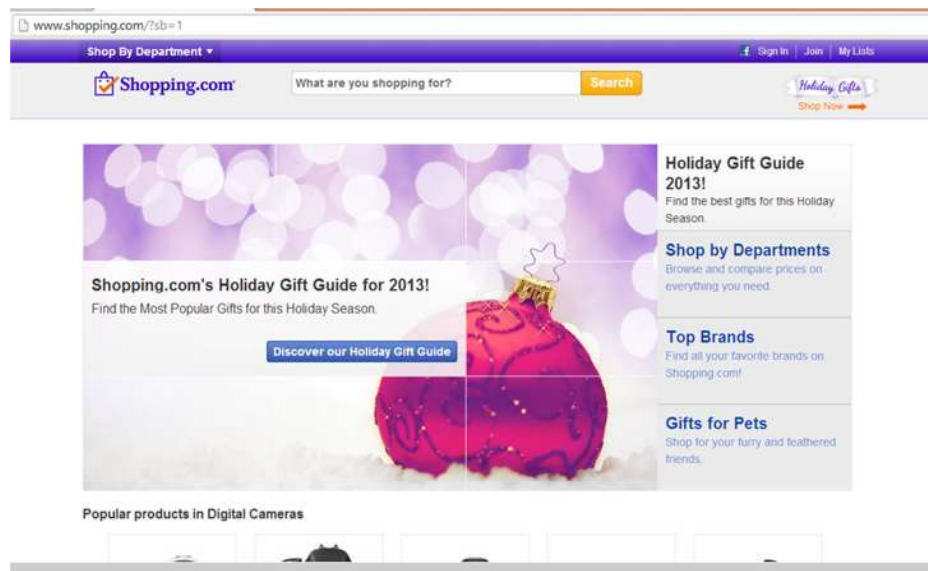 www.shopping.com/?sb=1
Shop By Department ▾
f Sign In | Join | My Lists
Shopping.com
What are you shopping for?
Search
Holiday Gifts
Shop Now
Holiday Gift Guide
2013!
Find the best gifts for this Holiday
Season.
Shop by Departments
Browse and compare prices on
everything you need.
Shopping.com's Holiday Gift Guide for 2013!
Find the Most Popular Gifts for this Holiday Season.
Discover our Holiday Gift Guide
Top Brands
Find all your favorite brands on
Shopping.com!
Gifts for Pets
Shop for your furry and feathered
friends.
Popular products in Digital Cameras